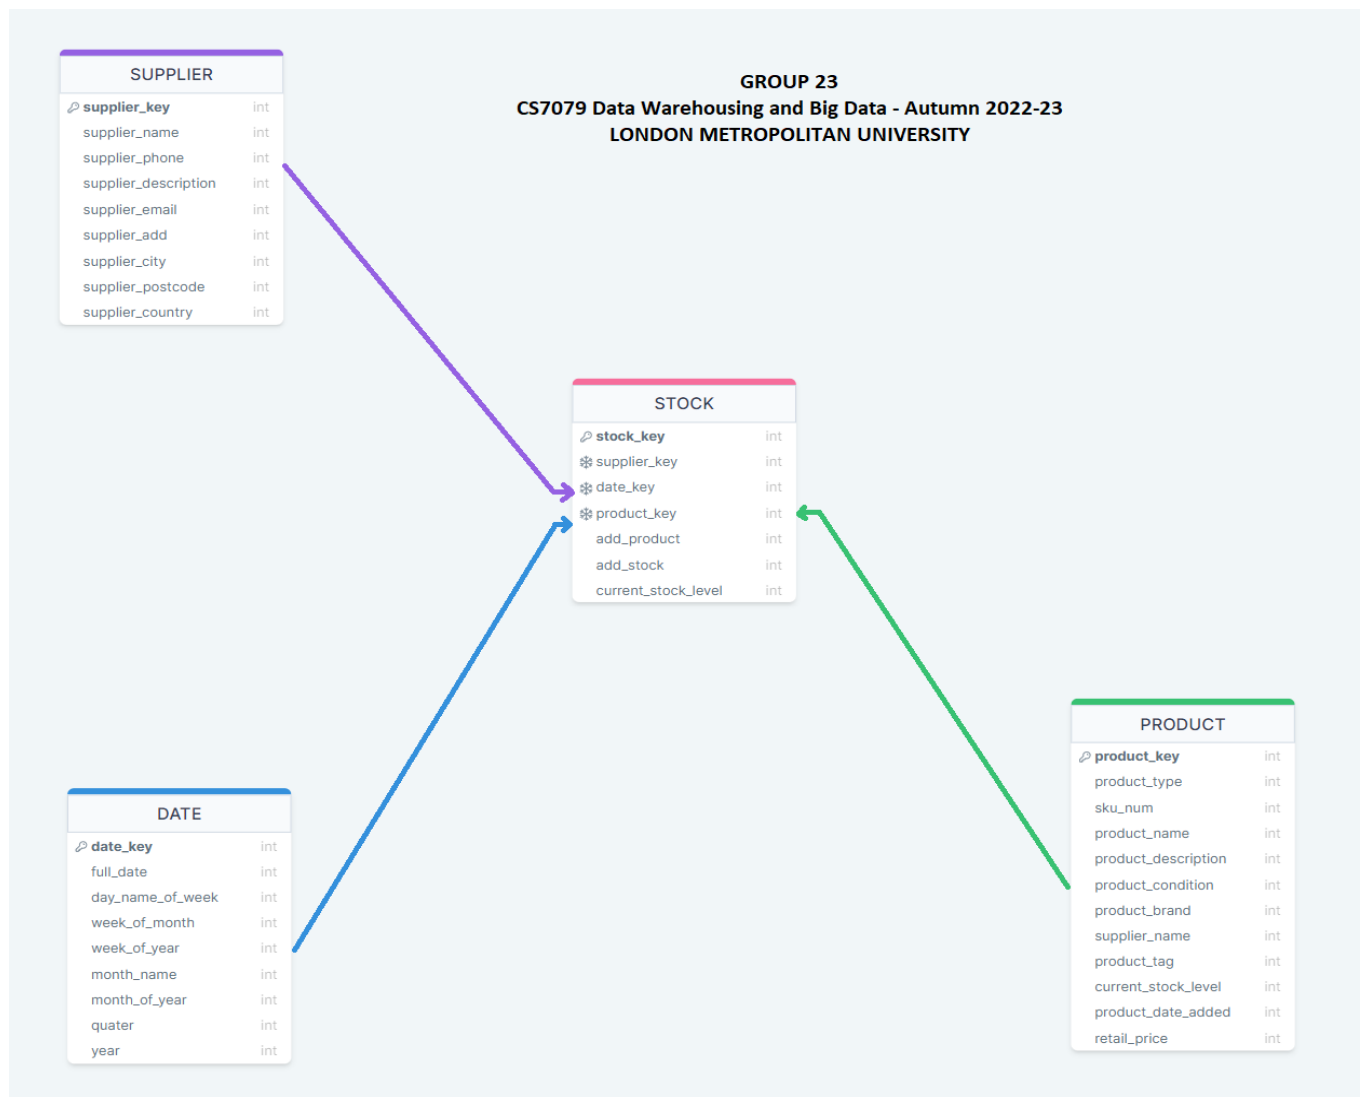 GROUP 23
CS7079 Data Warehousing and Big Data - Autumn 2022-23
LONDON METROPOLITAN UNIVERSITY
SUPPLIER
supplier_key int
supplier_name int
supplier_phone int
supplier_description int
supplier_email int
supplier_add int
supplier_city int
supplier_postcode int
supplier_country int
STOCK
stock_key int
supplier_key int
date_key int
product_key int
add_product int
add_stock int
current_stock_level int
DATE
date_key int
full_date int
day_name_of_week int
week_of_month int
week_of_year int
month_name int
month_of_year int
quater int
year int
PRODUCT
product_key int
product_type int
sku_num int
product_name int
product_description int
product_condition int
product_brand int
supplier_name int
product_tag int
current_stock_level int
product_date_added int
retail_price int